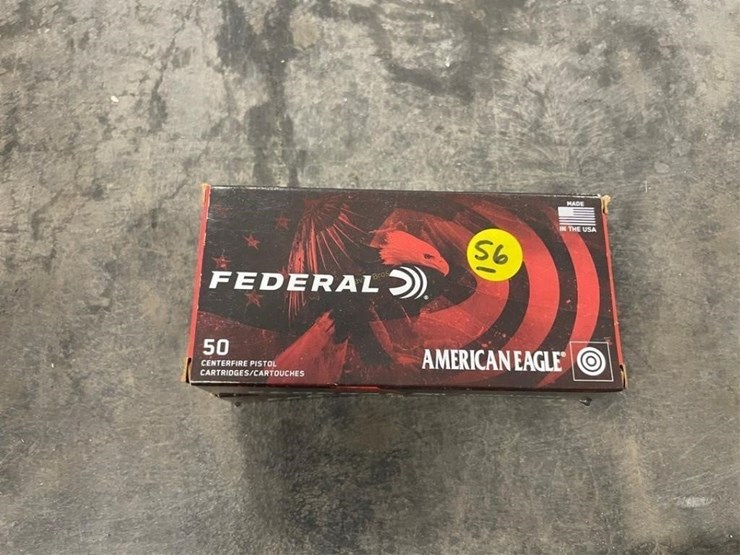 MADE
IN THE USA
56
FEDERAL®
50
CENTERFIRE PISTOL
CARTRIDGES/CARTOUCHES
AMERICAN EAGLE®